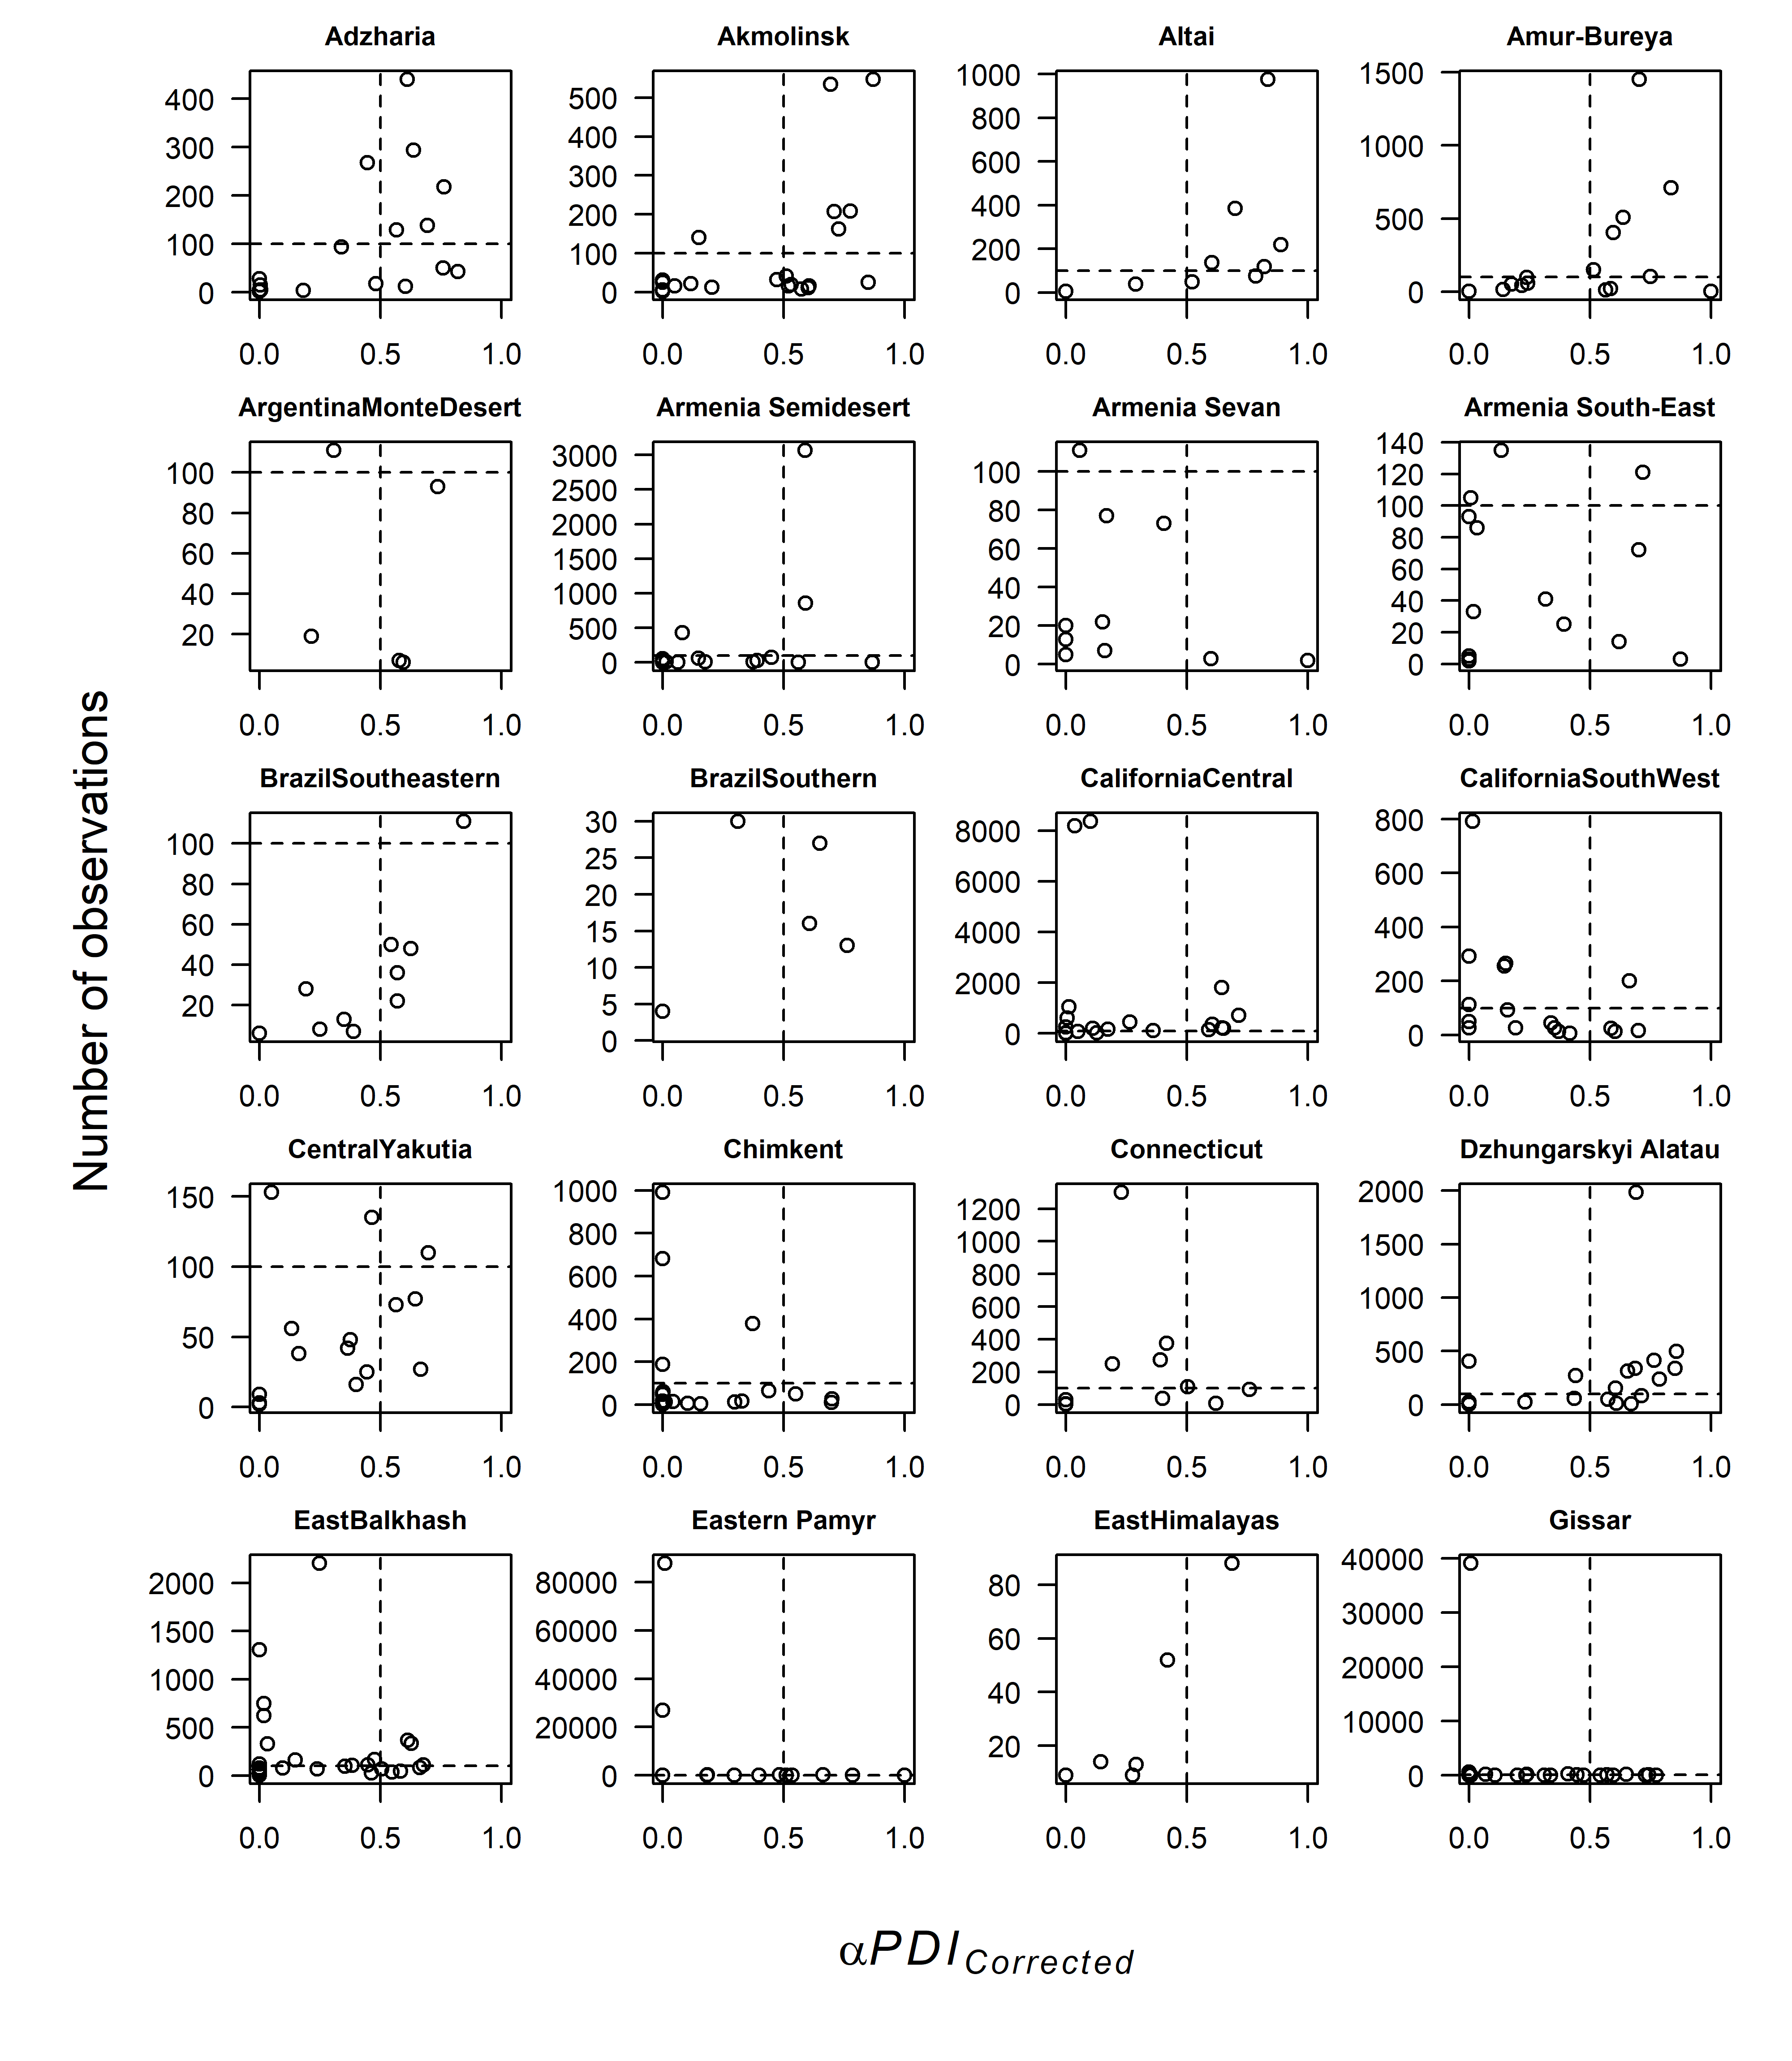 Adzharia Akmolinsk Altai Amur-Bureya
400 500 1000 1500
300 400 800 1000
200 300 600 500
100 200 400 0
0 100 200
0 0
0.0 0.5 1.0 0.0 0.5 1.0 0.0 0.5 1.0 0.0 0.5 1.0
ArgentinaMonteDesert Armenia Semidesert Armenia Sevan Armenia South-East
100 3000 100 140
80 2500 80 120
60 2000 60 100
40 1500 40 80
20 1000 20 60
500 0 40
0 20
0
0.0 0.5 1.0 0.0 0.5 1.0 0.0 0.5 1.0 0.0 0.5 1.0
Number of observations
BrazilSoutheastern BrazilSouthern CaliforniaCentral CaliforniaSouthWest
100 30 8000 800
80 25 6000 600
60 20 4000 400
40 15 2000 200
20 10 0 0
5
0
0.0 0.5 1.0 0.0 0.5 1.0 0.0 0.5 1.0 0.0 0.5 1.0
CentralYakutia Chimkent Connecticut Dzhungarskyi Alatau
150 1000 1200 2000
100 800 1000 1500
50 600 800 1000
0 400 600 500
200 400 0
0 200
0
0.0 0.5 1.0 0.0 0.5 1.0 0.0 0.5 1.0 0.0 0.5 1.0
EastBalkhash Eastern Pamyr EastHimalayas Gissar
2000 80000 80 40000
1500 60000 60 30000
1000 40000 40 20000
500 20000 20 10000
0 0 0
0.0 0.5 1.0 0.0 0.5 1.0 0.0 0.5 1.0 0.0 0.5 1.0
αPDI Corrected